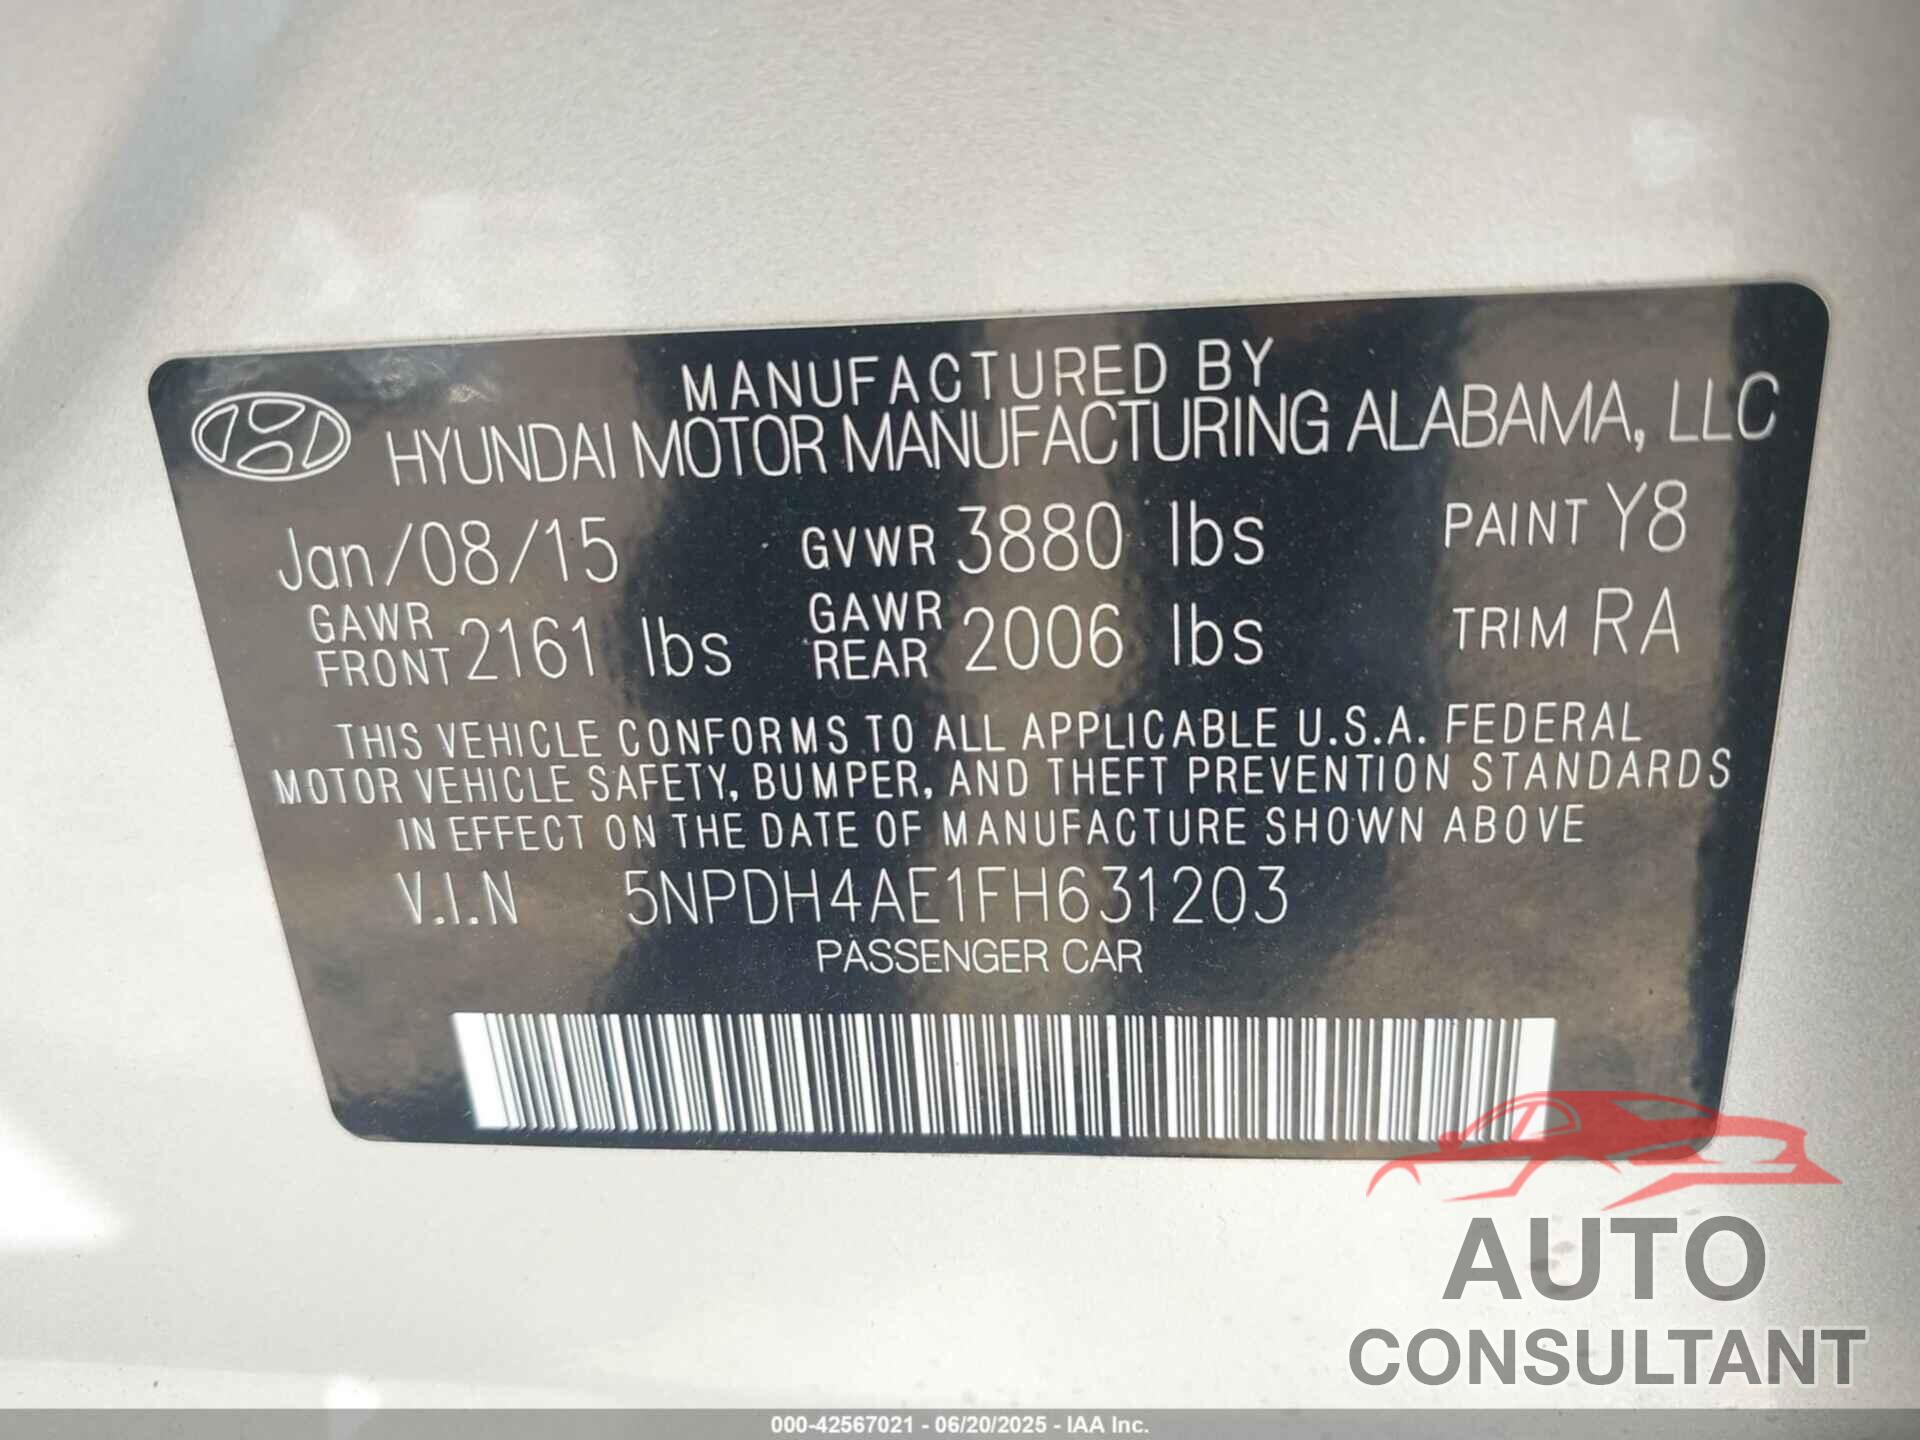 MANUFACTURED BY
HYUNDAI MOTOR MANUFACTURING ALABAMA, LLC
Jan/08/15 GVWR 3880 lbs PAINT Y8
GAWR FRONT 2161 lbs GAWR REAR 2006 lbs TRIM RA
THIS VEHICLE CONFORMS TO ALL APPLICABLE U.S.A. FEDERAL
MOTOR VEHICLE SAFETY, BUMPER, AND THEFT PREVENTION STANDARDS
IN EFFECT ON THE DATE OF MANUFACTURE SHOWN ABOVE
V.I.N 5NPDH4AE1FH631203
PASSENGER CAR
AUTO
CONSULTANT
000-42567021 - 06/20/2025 - IAA Inc.